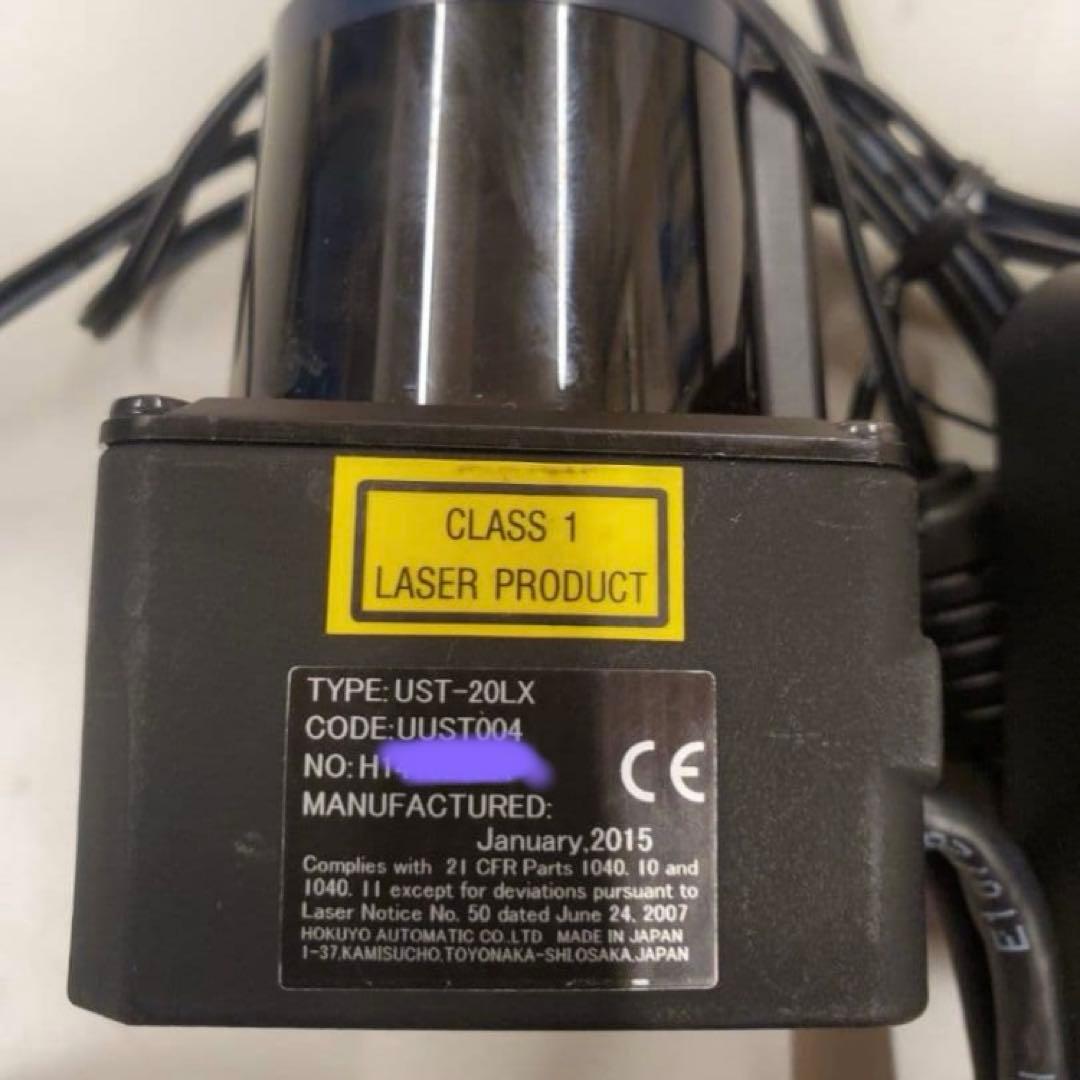 CLASS 1
LASER PRODUCT
TYPE: UST-20LX
CODE:UUST004
NO: H1
MANUFACTURED:
January,2015
CE
Complies with 21 CFR Parts 1040. 10 and
1040. 11 except for deviations pursuant to
Laser Notice No. 50 dated June 24, 2007
HOKUYO AUTOMATIC CO.,LTD MADE IN JAPAN
1-37,KAMISUCHO,TOYONAKA-SHI,OSAKA,JAPAN